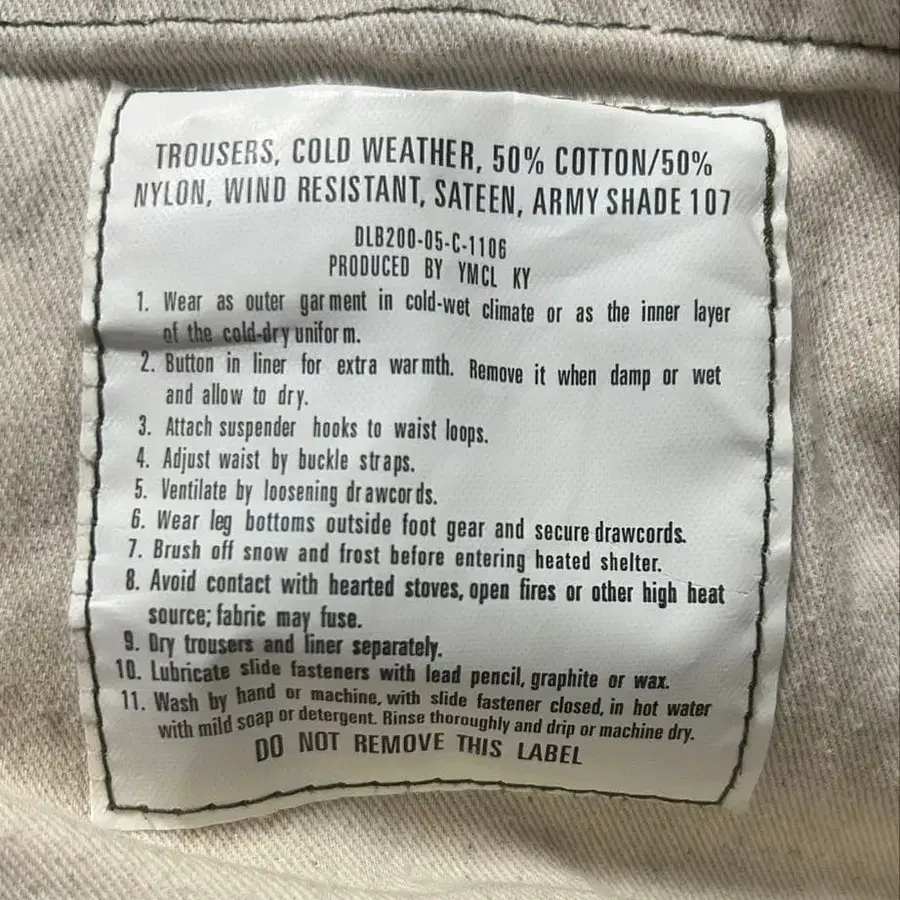 TROUSERS, COLD WEATHER, 50% COTTON/50%
NYLON, WIND RESISTANT, SATEEN, ARMY SHADE 107
DLB200-05-C-1106
PRODUCED BY YMCL KY
1. Wear as outer garment in cold-wet climate or as the inner layer
of the cold-dry uniform.
2. Button in liner for extra warmth. Remove it when damp or wet
and allow to dry.
3. Attach suspender hooks to waist loops.
4. Adjust waist by buckle straps.
5. Ventilate by loosening drawcords.
6. Wear leg bottoms outside foot gear and secure drawcords.
7. Brush off snow and frost before entering heated shelter.
8. Avoid contact with hearted stoves, open fires or other high heat
source; fabric may fuse.
9. Dry trousers and liner separately.
10. Lubricate slide fasteners with lead pencil, graphite or wax.
11. Wash by hand or machine, with slide fastener closed, in hot water
with mild soap or detergent. Rinse thoroughly and drip or machine dry.
DO NOT REMOVE THIS LABEL